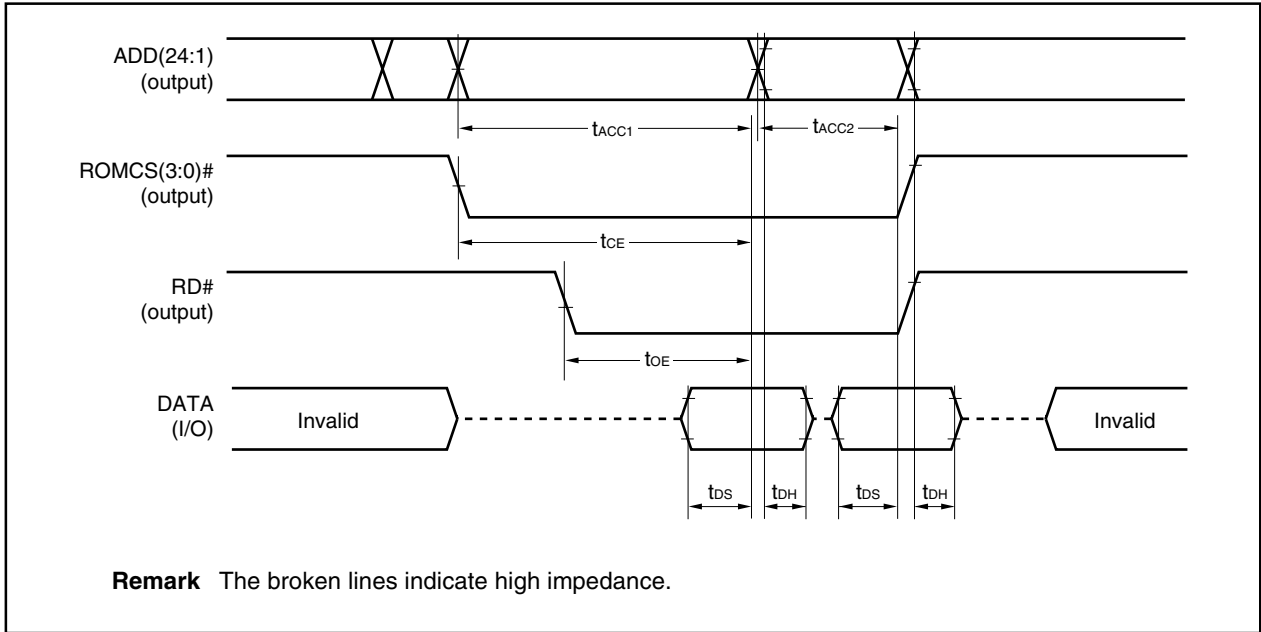 ADD(24:1)
(output)
tACC1
tACC2
ROMCS(3:0)#
(output)
tCE
RD#
(output)
tOE
DATA
(I/O)
Invalid
Invalid
tDS
tDH
tDS
tDH
Remark The broken lines indicate high impedance.